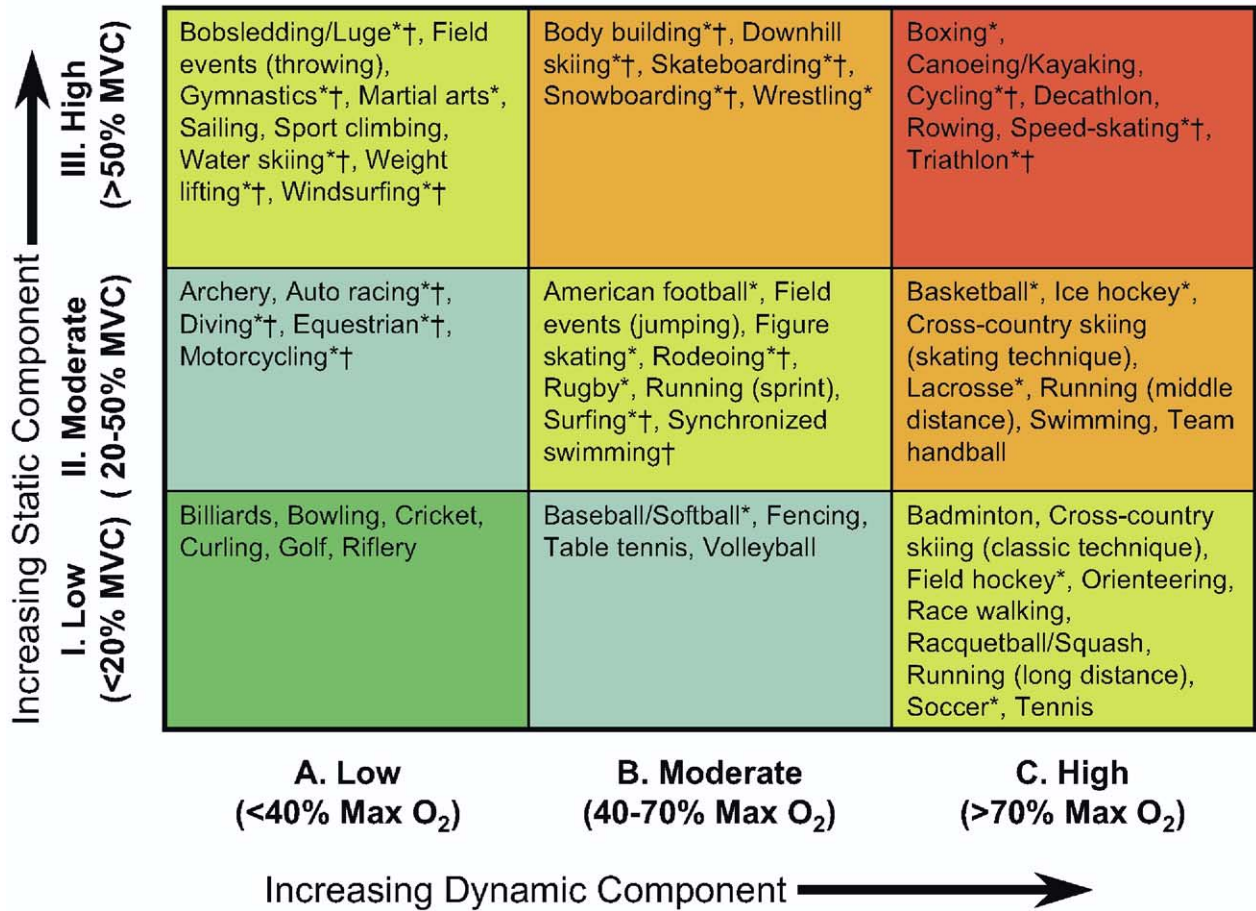 Increasing Static Component
III. High
(>50% MVC)
Bobsledding/Luge*†, Field
events (throwing),
Gymnastics*†, Martial arts*,
Sailing, Sport climbing,
Water skiing*†, Weight
lifting*†, Windsurfing*†
Body building*†, Downhill
skiing*†, Skateboarding*†,
Snowboarding*†, Wrestling*
Boxing*,
Canoeing/Kayaking,
Cycling*†, Decathlon,
Rowing, Speed-skating*†,
Triathlon*†
II. Moderate
( 20-50% MVC)
Archery, Auto racing*†,
Diving*†, Equestrian*†,
Motorcycling*†
American football*, Field
events (jumping), Figure
skating*, Rodeoing*†,
Rugby*, Running (sprint),
Surfing*†, Synchronized
swimming†
Basketball*, Ice hockey*,
Cross-country skiing
(skating technique),
Lacrosse*, Running (middle
distance), Swimming, Team
handball
I. Low
(<20% MVC)
Billiards, Bowling, Cricket,
Curling, Golf, Riflery
Baseball/Softball*, Fencing,
Table tennis, Volleyball
Badminton, Cross-country
skiing (classic technique),
Field hockey*, Orienteering,
Race walking,
Racquetball/Squash,
Running (long distance),
Soccer*, Tennis
A. Low
(<40% Max O₂)
B. Moderate
(40-70% Max O₂)
C. High
(>70% Max O₂)
Increasing Dynamic Component